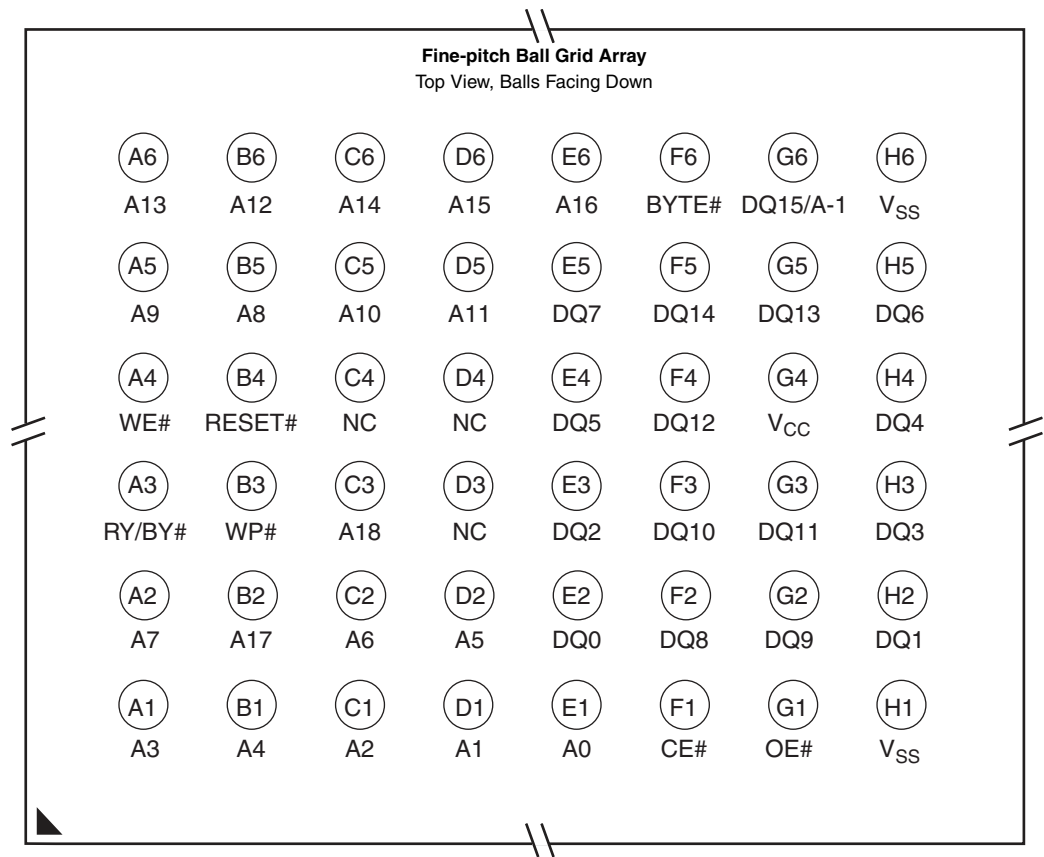 Fine-pitch Ball Grid Array
Top View, Balls Facing Down
A6 B6 C6 D6 E6 F6 G6 H6
A13 A12 A14 A15 A16 BYTE# DQ15/A-1 VSS
A5 B5 C5 D5 E5 F5 G5 H5
A9 A8 A10 A11 DQ7 DQ14 DQ13 DQ6
A4 B4 C4 D4 E4 F4 G4 H4
WE# RESET# NC NC DQ5 DQ12 VCC DQ4
A3 B3 C3 D3 E3 F3 G3 H3
RY/BY# WP# A18 NC DQ2 DQ10 DQ11 DQ3
A2 B2 C2 D2 E2 F2 G2 H2
A7 A17 A6 A5 DQ0 DQ8 DQ9 DQ1
A1 B1 C1 D1 E1 F1 G1 H1
A3 A4 A2 A1 A0 CE# OE# VSS